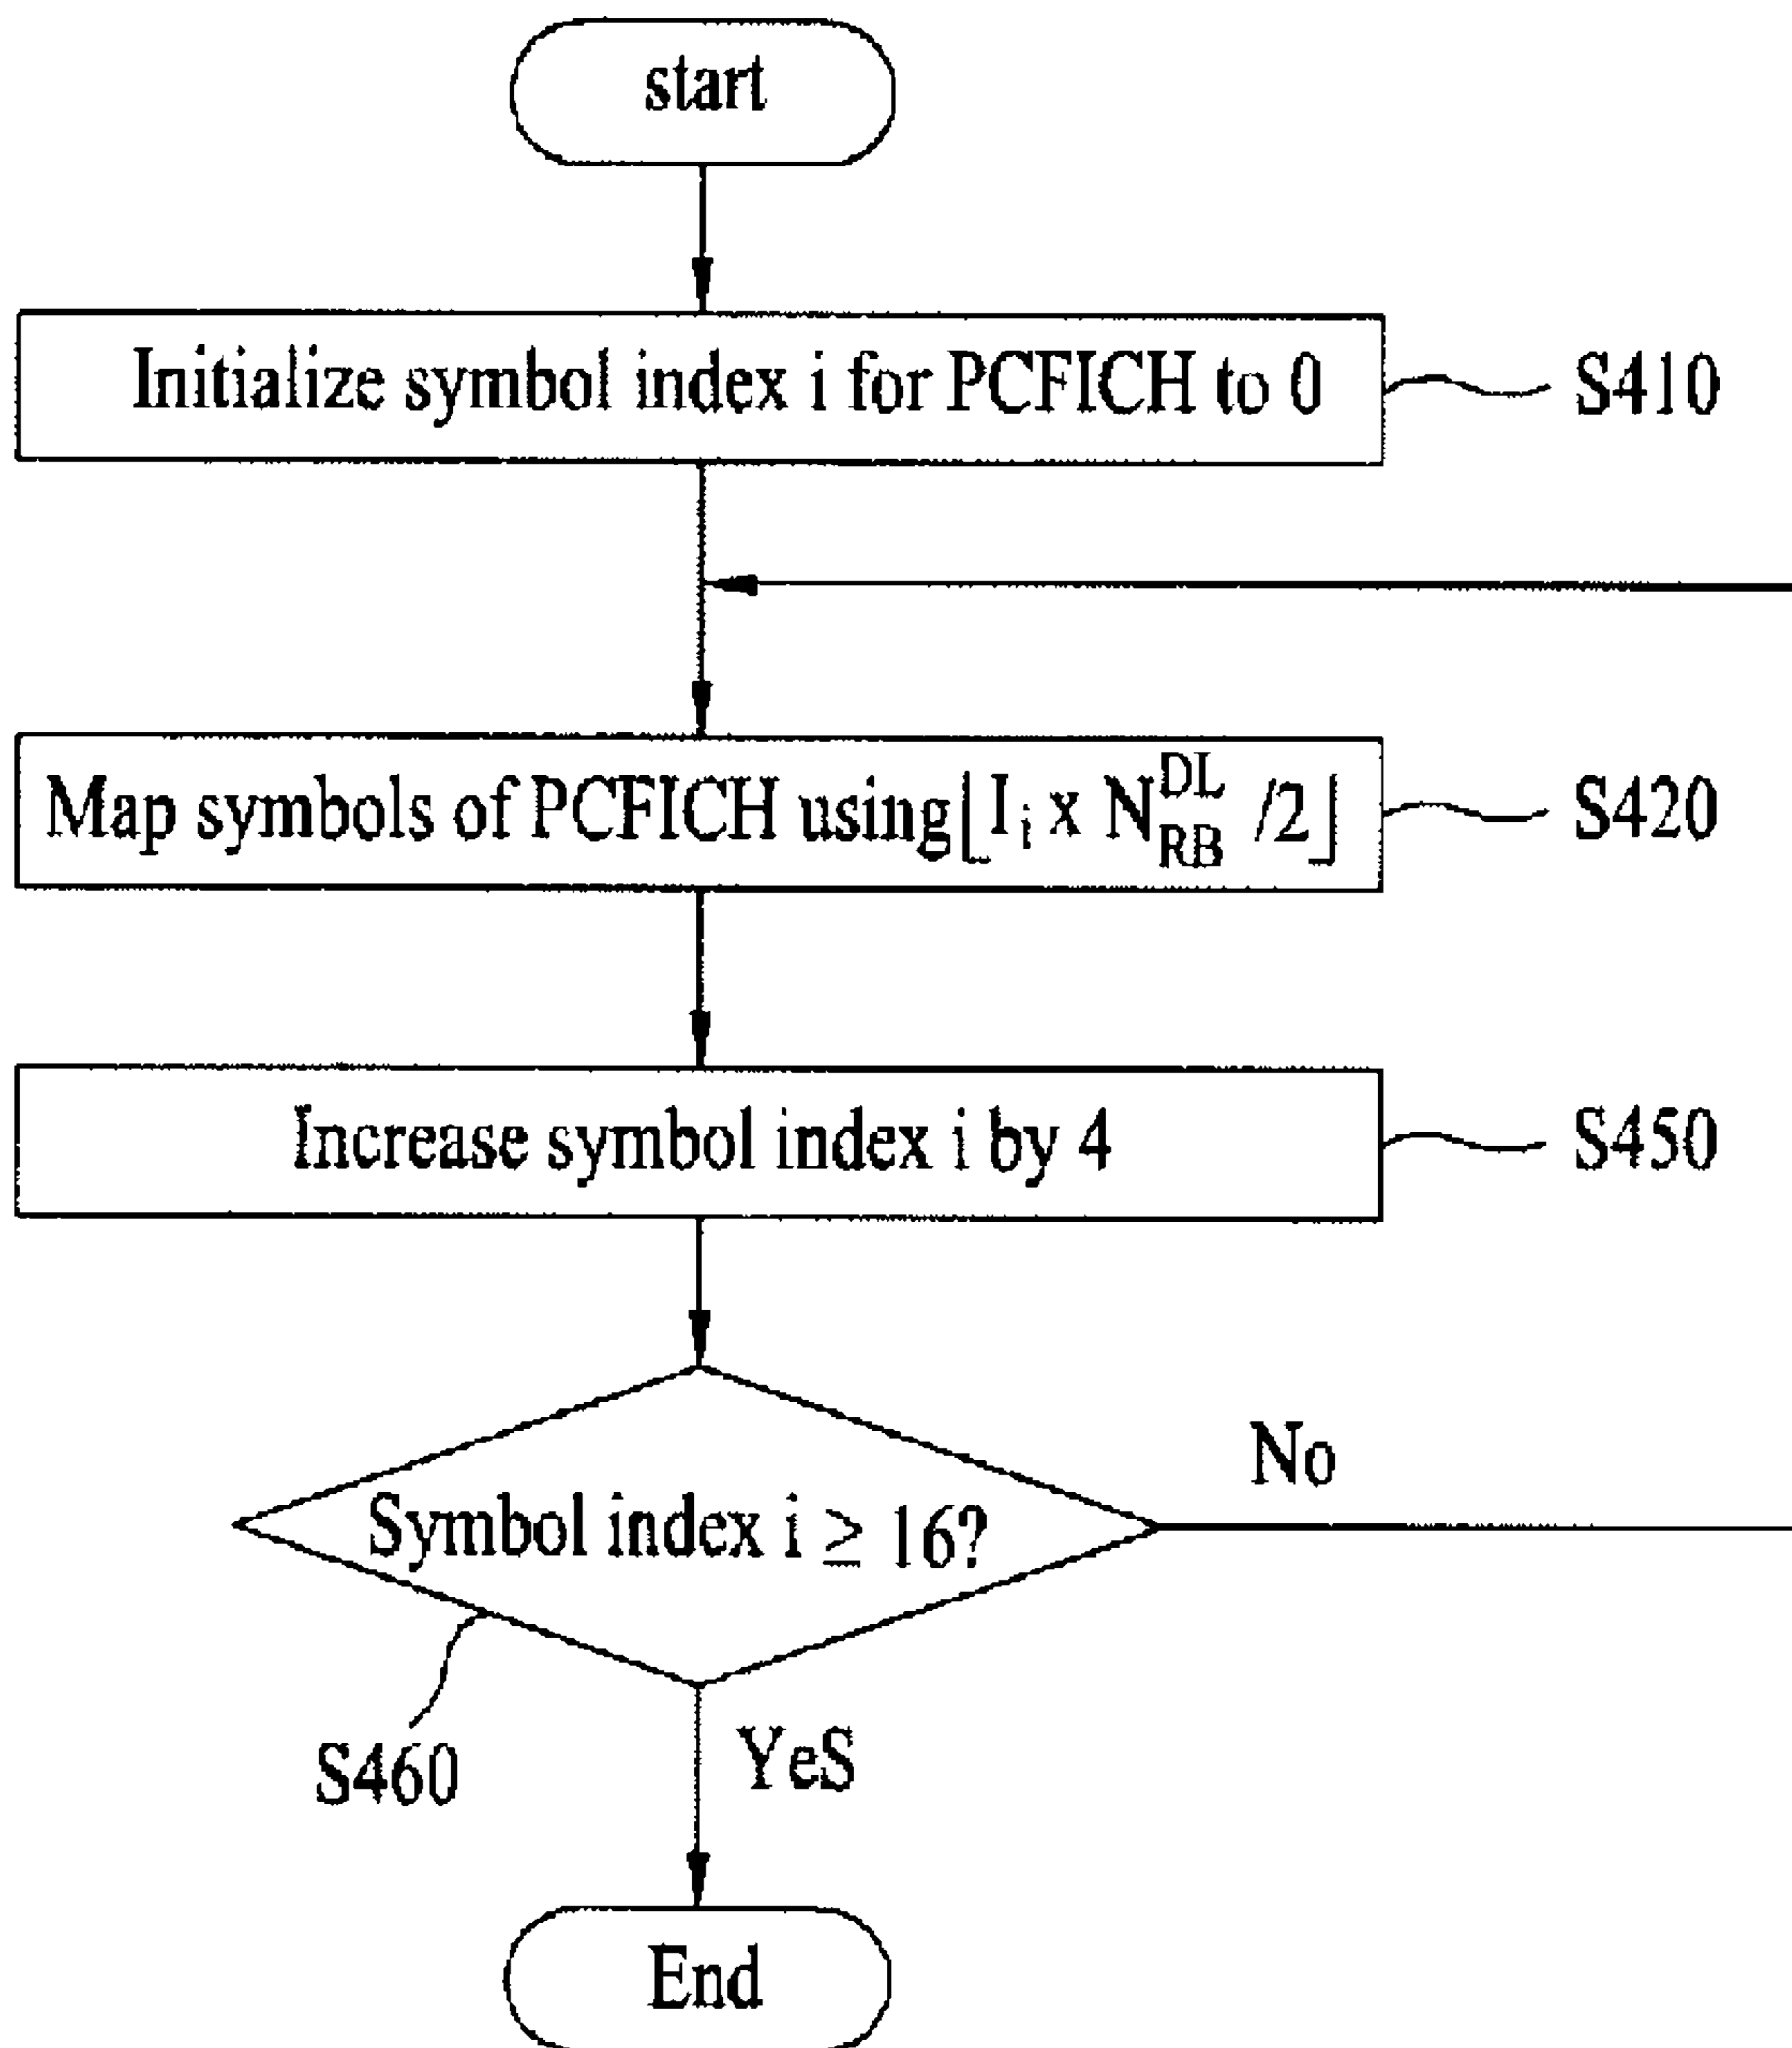 start
Initialize symbol index i for PCFICH to 0
S410
Map symbols of PCFICH using⌊I_i x N_RB^DL /2⌋
S420
Increase symbol index i by 4
S450
Symbol index i ≥ 16?
No
S460
YeS
End